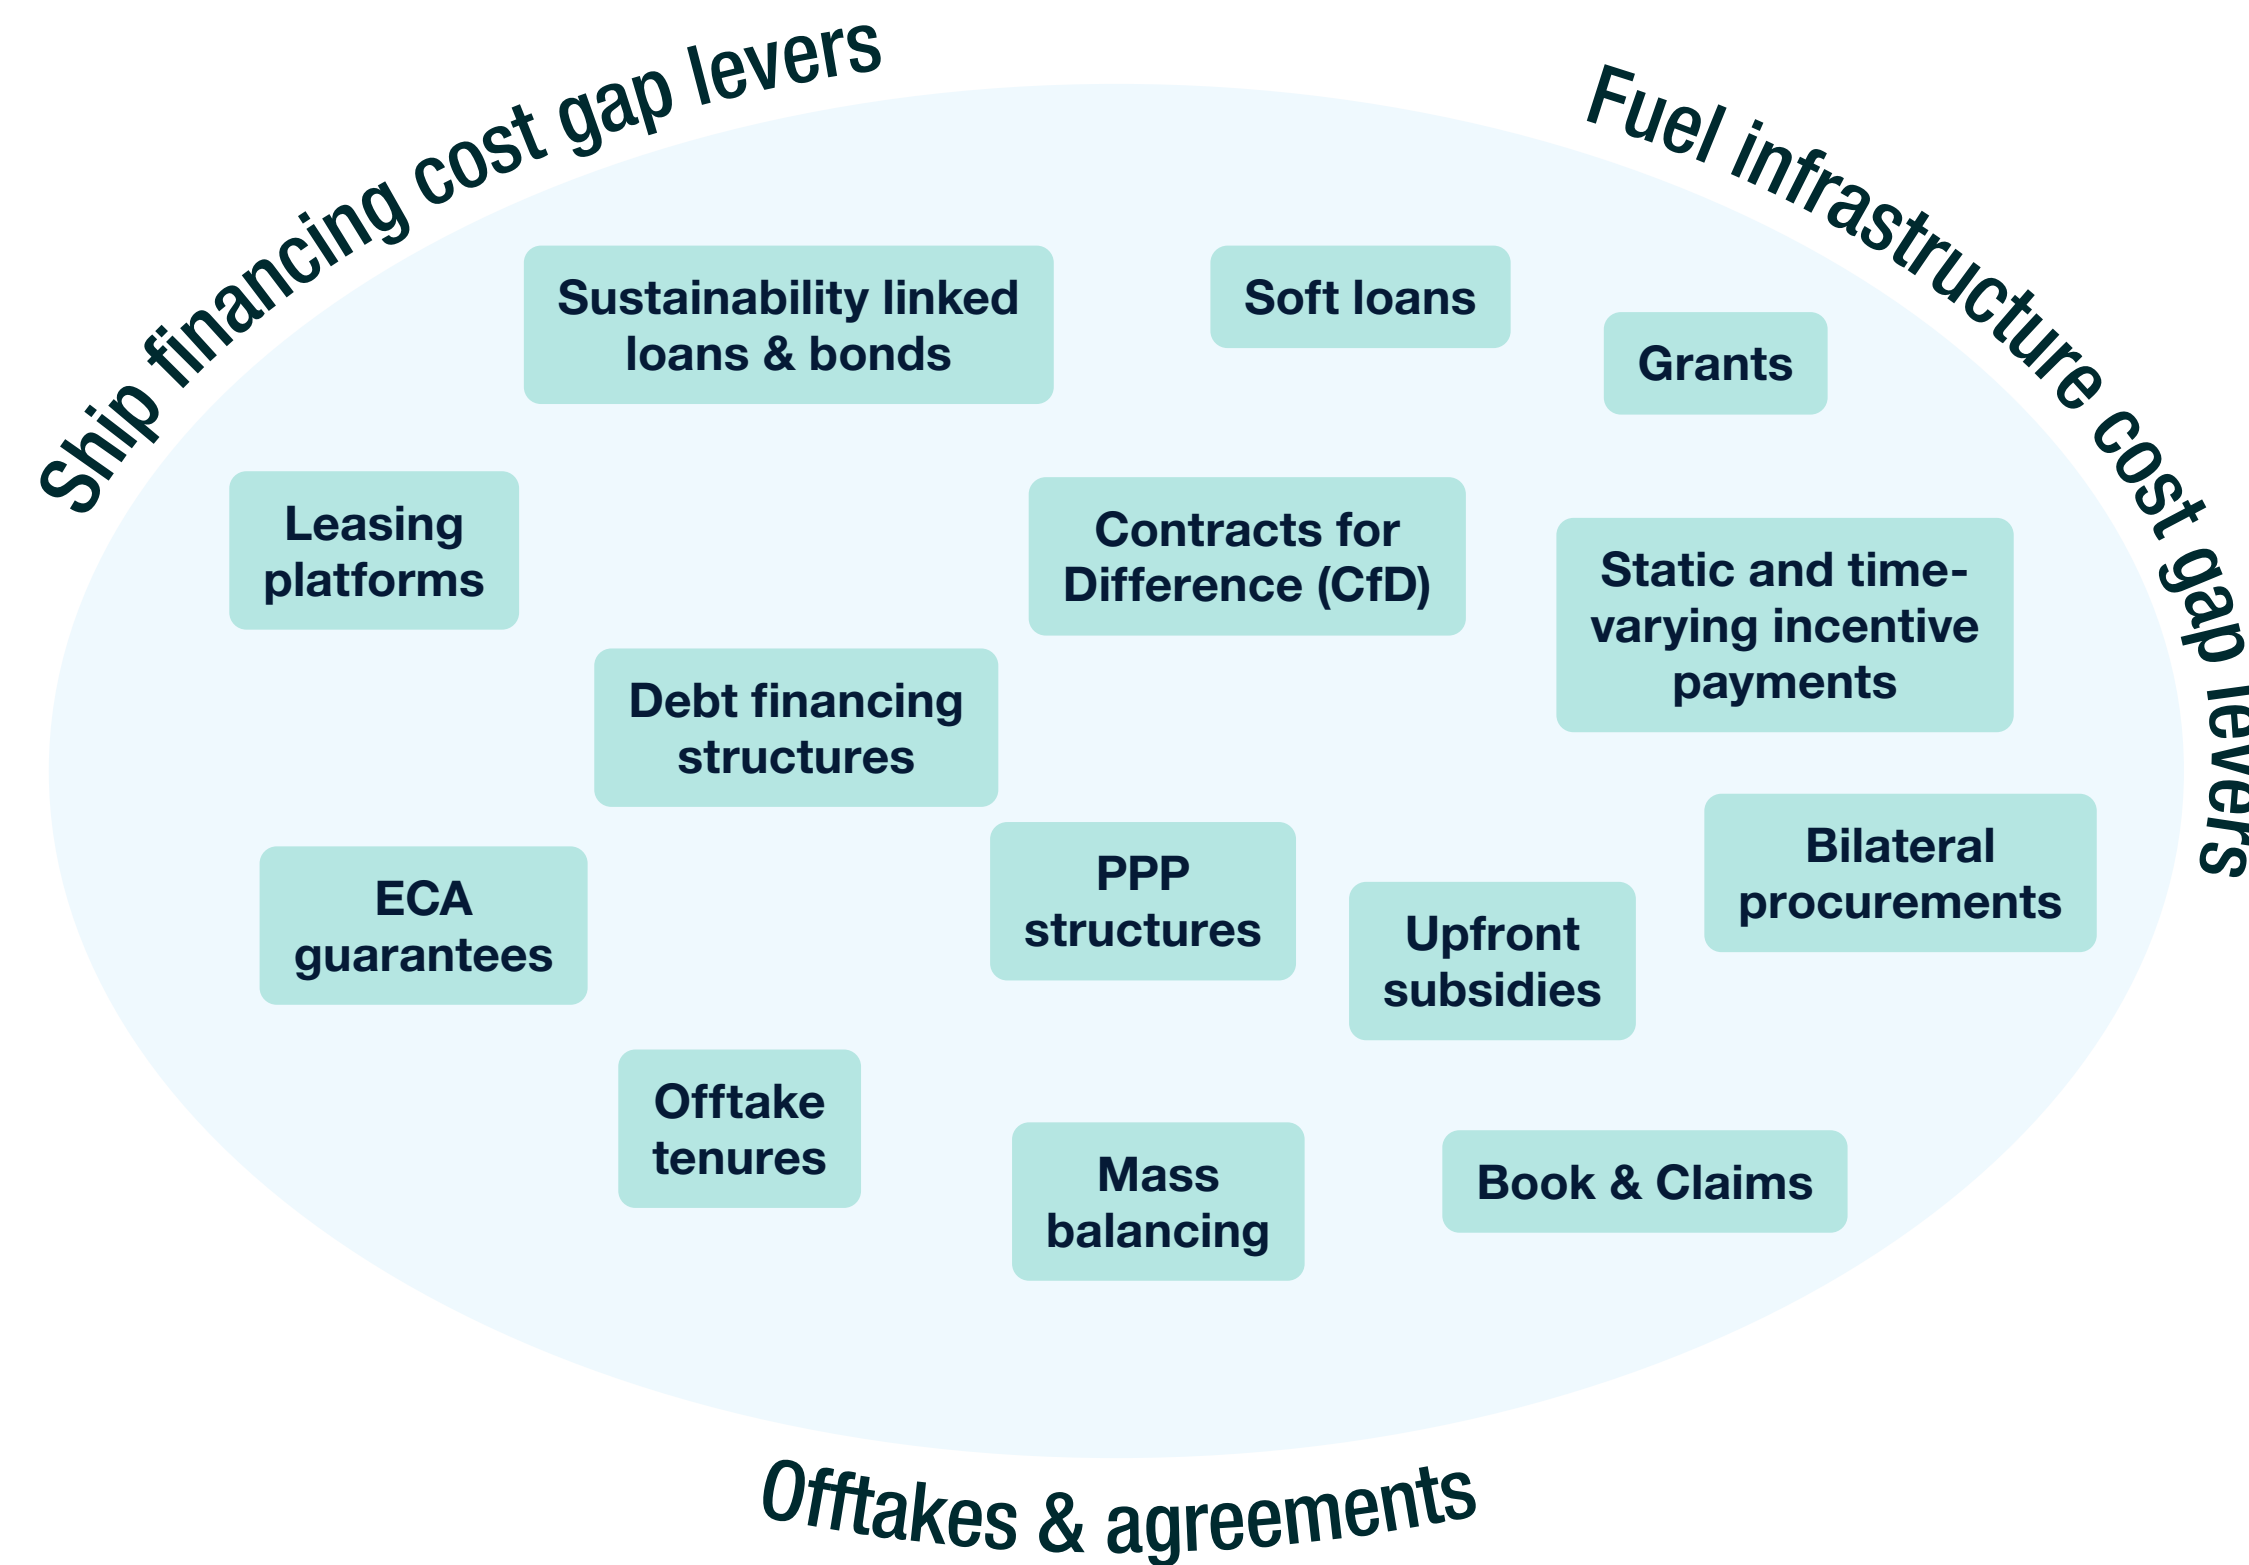 Ship financing cost gap levers
Fuel infrastructure cost gap levers
Sustainability linked
loans & bonds
Soft loans
Grants
Leasing
platforms
Contracts for
Difference (CfD)
Static and time-
varying incentive
payments
Debt financing
structures
ECA
guarantees
PPP
structures
Upfront
subsidies
Bilateral
procurements
Offtake
tenures
Mass
balancing
Book & Claims
Offtakes & agreements